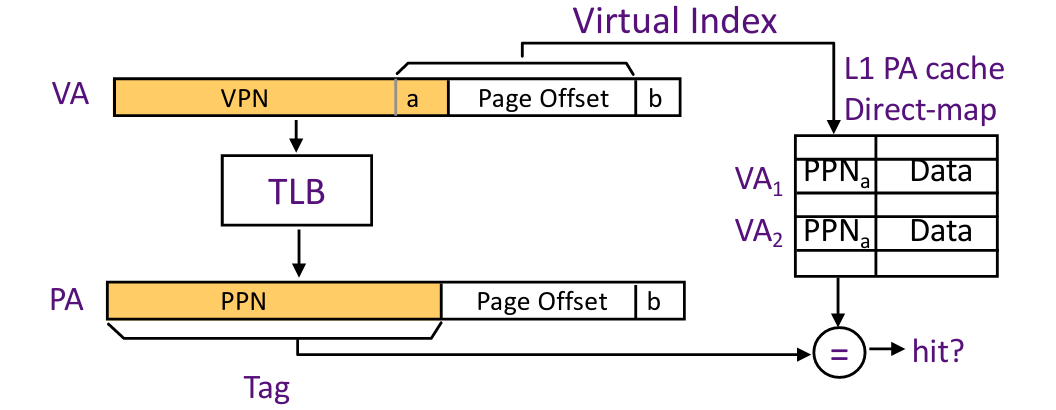 Virtual Index
L1 PA cache
Direct-map
VA VPN a Page Offset b
VA1 PPNa Data
TLB
VA2 PPNa Data
PA PPN Page Offset b
= hit?
Tag